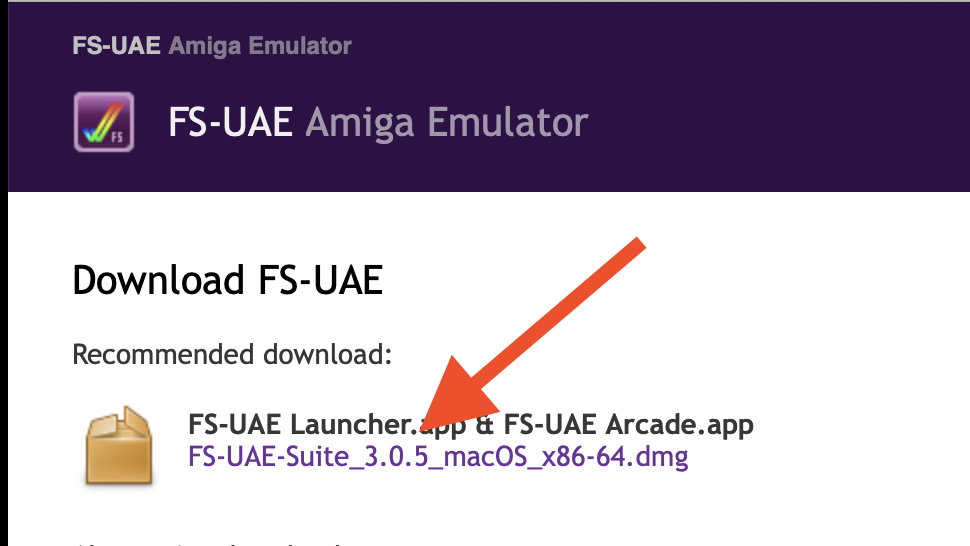 FS-UAE Amiga Emulator
FS
FS-UAE Amiga Emulator
Download FS-UAE
Recommended download:
FS-UAE Launcher.app & FS-UAE Arcade.app
FS-UAE-Suite_3.0.5_macOS_x86-64.dmg